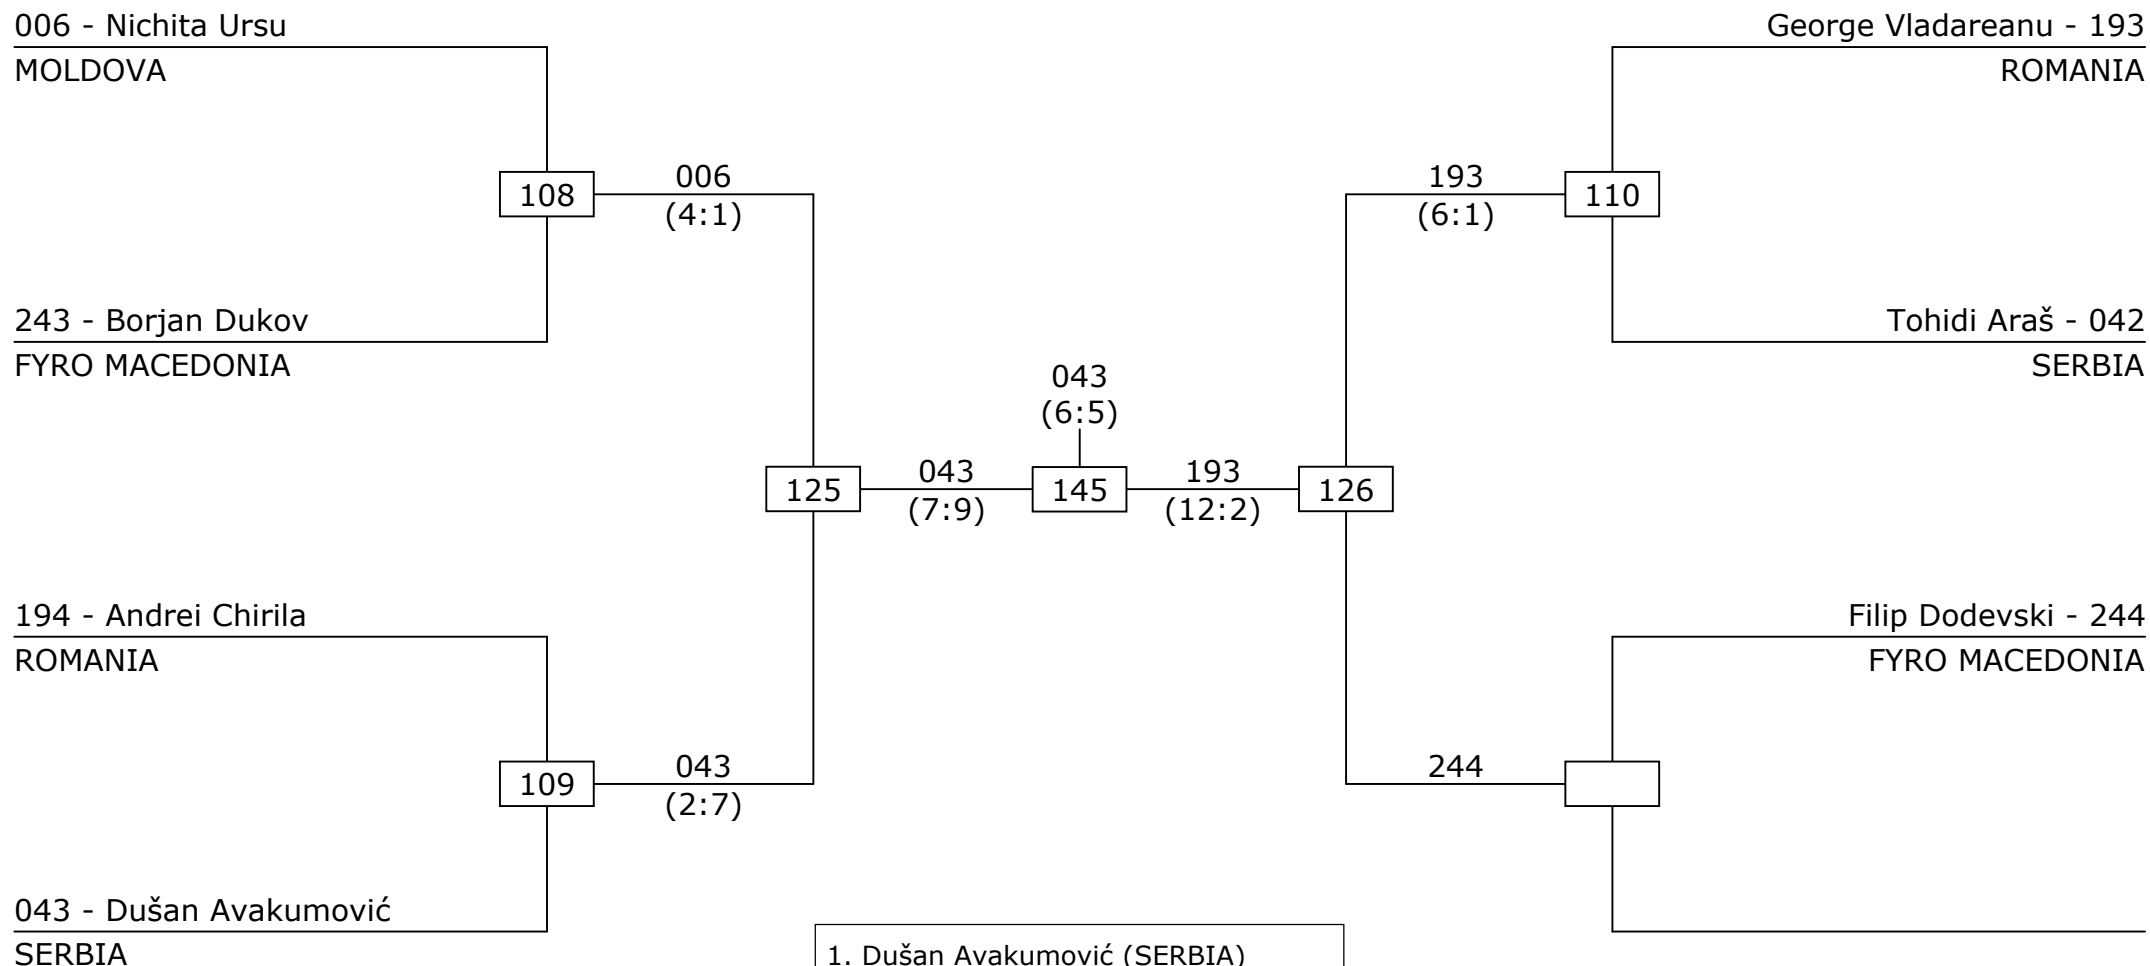 006 - Nichita Ursu
MOLDOVA
George Vladareanu - 193
ROMANIA
108
006
(4:1)
193
(6:1)
110
243 - Borjan Dukov
FYRO MACEDONIA
Tohidi Araš - 042
SERBIA
043
(6:5)
125
043
(7:9)
145
193
(12:2)
126
194 - Andrei Chirila
ROMANIA
Filip Dodevski - 244
FYRO MACEDONIA
109
043
(2:7)
244
043 - Dušan Avakumović
SERBIA
1. Dušan Avakumović (SERBIA)